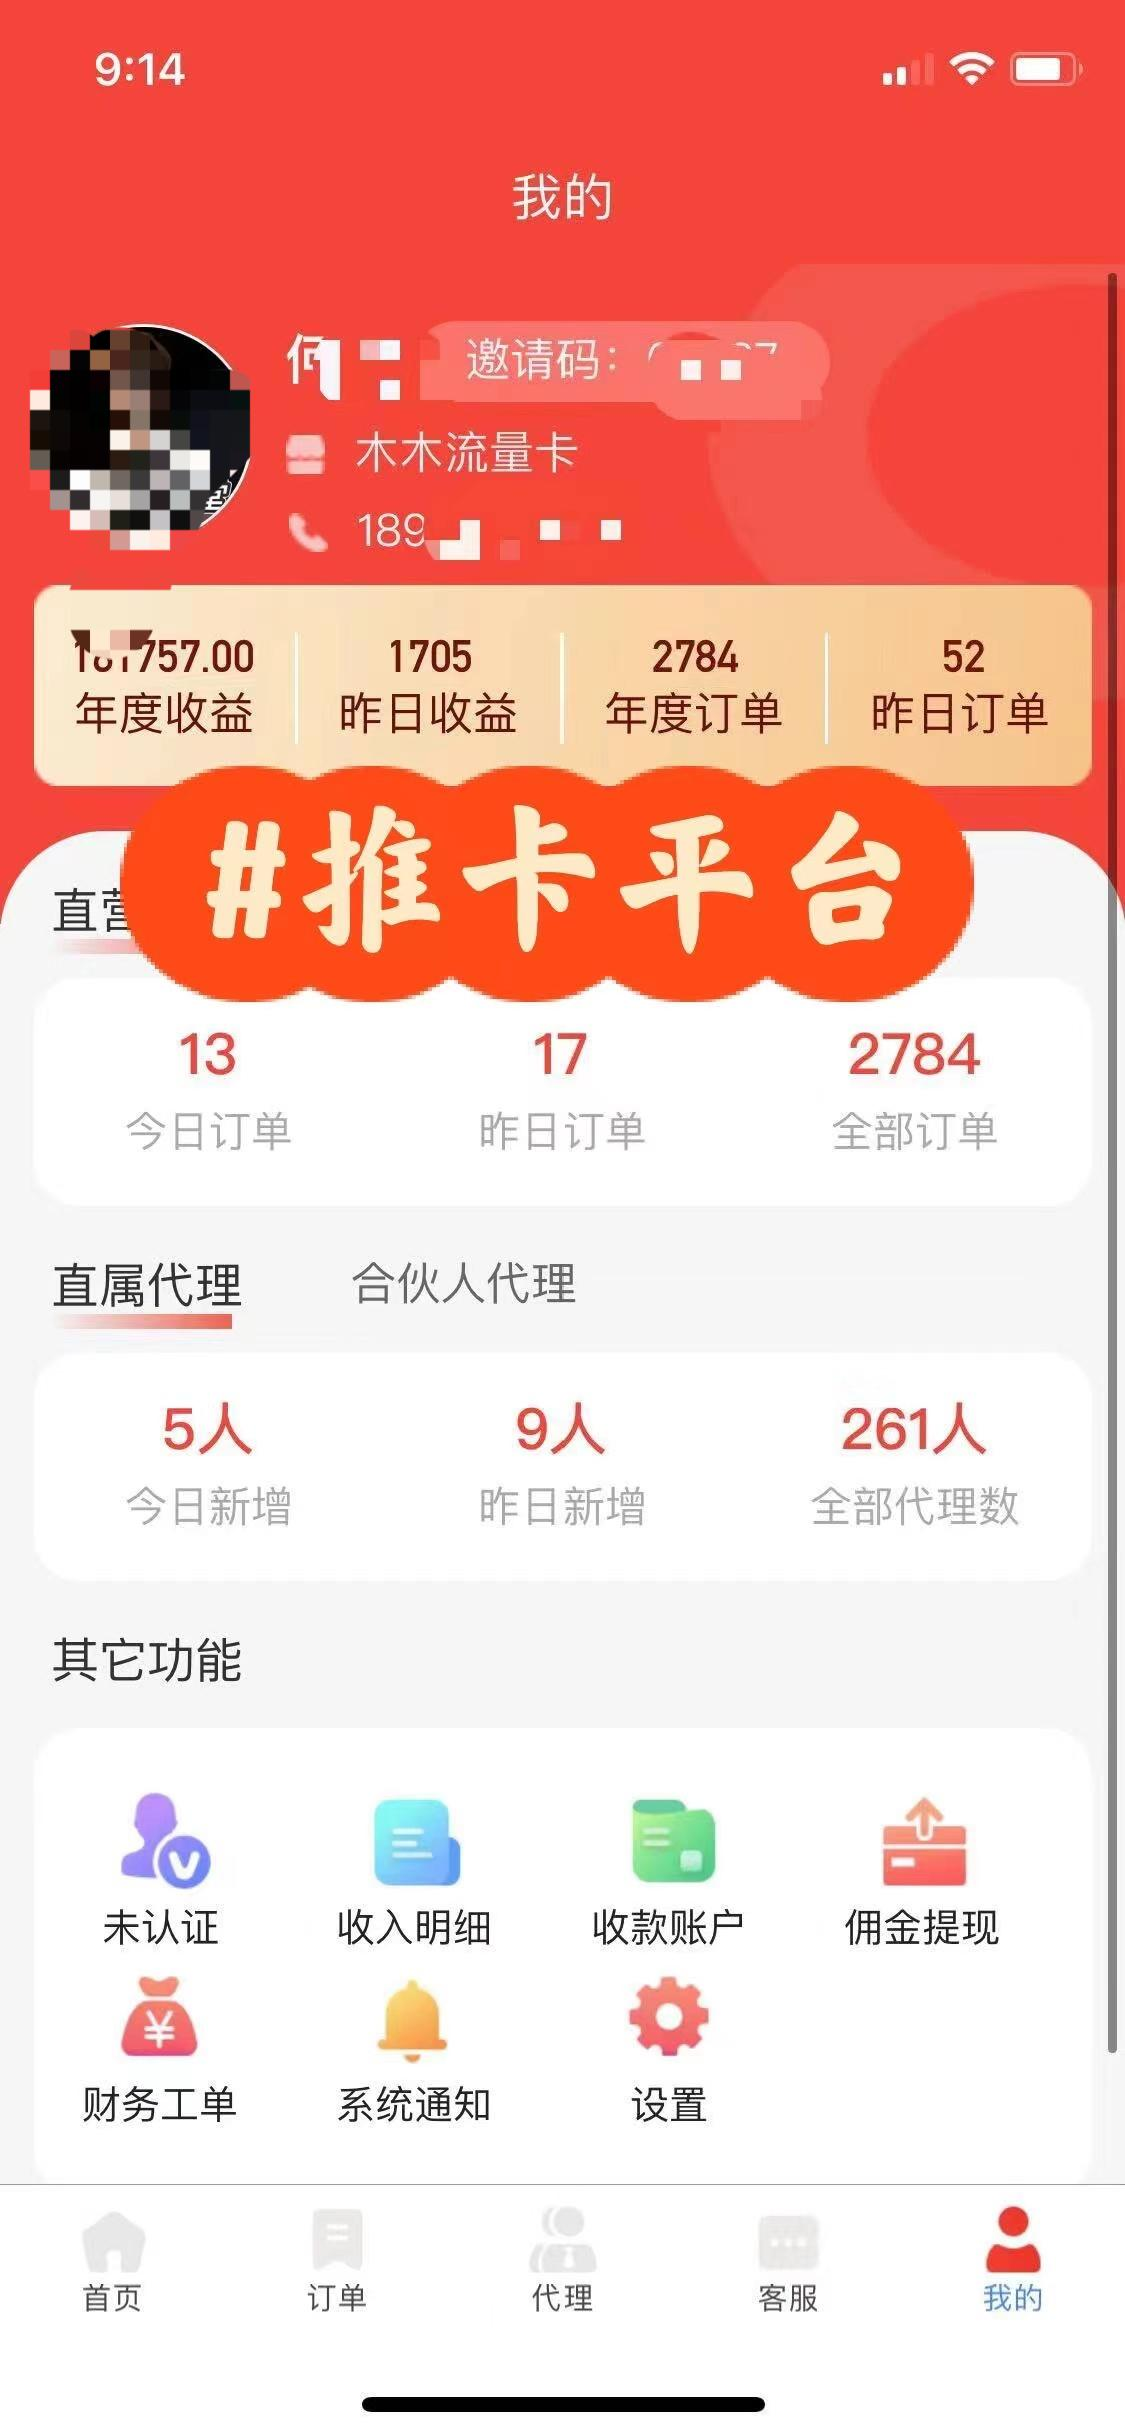 9:14
我的
邀请码：
木木流量卡
189
757.00 1705 2784 52
年度收益 昨日收益 年度订单 昨日订单
#推卡平台
直营
13 17 2784
今日订单 昨日订单 全部订单
直属代理 合伙人代理
5人 9人 261人
今日新增 昨日新增 全部代理数
其它功能
未认证 收入明细 收款账户 佣金提现
财务工单 系统通知 设置
首页 订单 代理 客服 我的